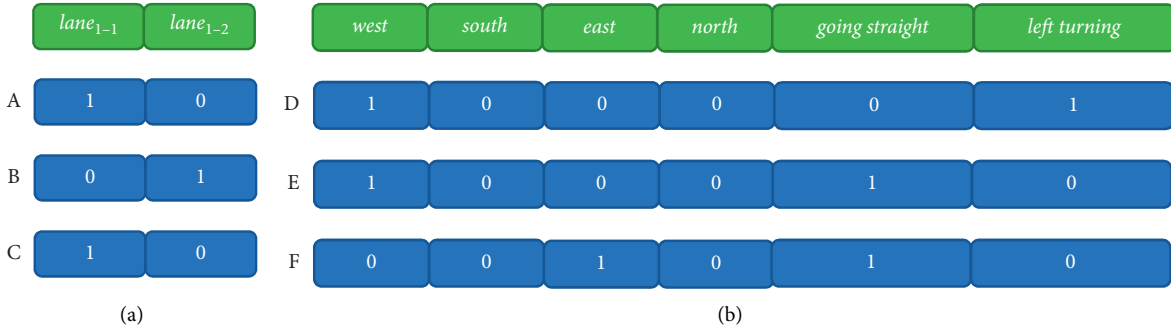 lane1–1 lane1–2 west south east north going straight left turning
A 1 0 D 1 0 0 0 0 1
B 0 1 E 1 0 0 0 1 0
C 1 0 F 0 0 1 0 1 0
(a) (b)